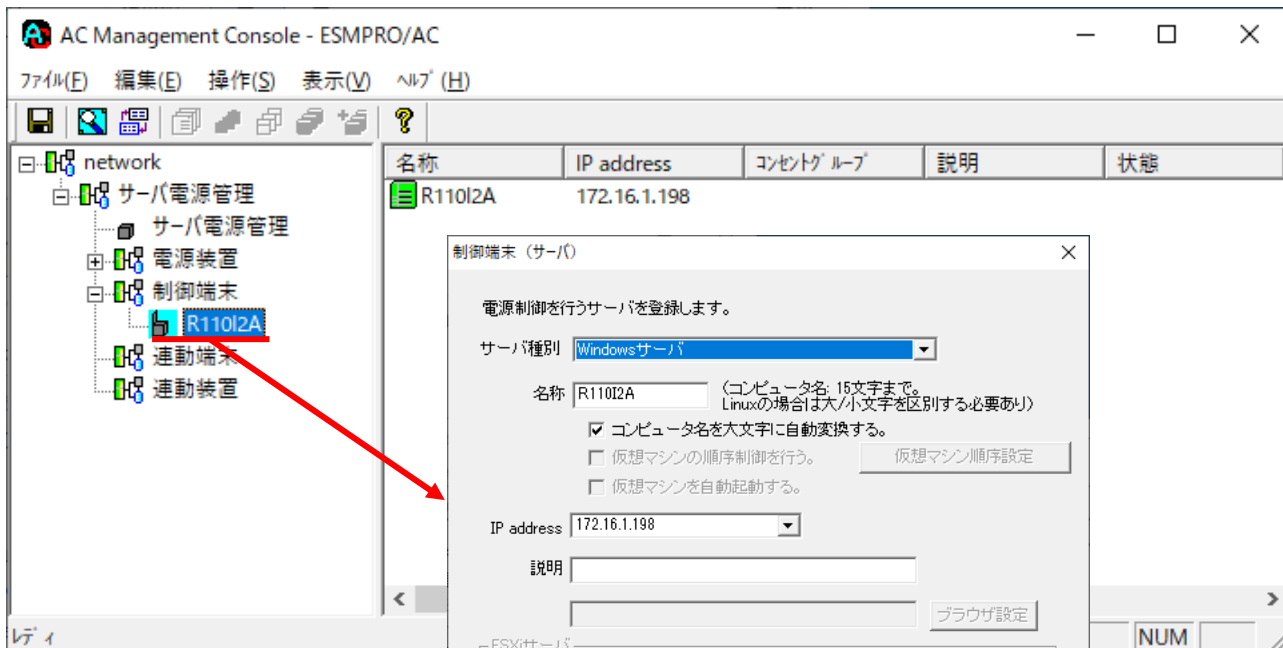 AC Management Console - ESMPRO/AC
ファイル(F) 編集(E) 操作(S) 表示(V) ヘルプ(H)
network
サーバ電源管理
サーバ電源管理
電源装置
制御端末
R110I2A
連動端末
連動装置
名称 IP address コンセントグループ 説明 状態
R110I2A 172.16.1.198
制御端末（サーバ）
電源制御を行うサーバを登録します。
サーバ種別 Windowsサーバ
名称 R110I2A (コンピュータ名: 15文字まで。
Linuxの場合は大/小文字を区別する必要あり)
コンピュータ名を大文字に自動変換する。
仮想マシンの順序制御を行う。 仮想マシン順序設定
仮想マシンを自動起動する。
IP address 172.16.1.198
説明
ブラウザ設定
ESXiサーバ
レディ NUM